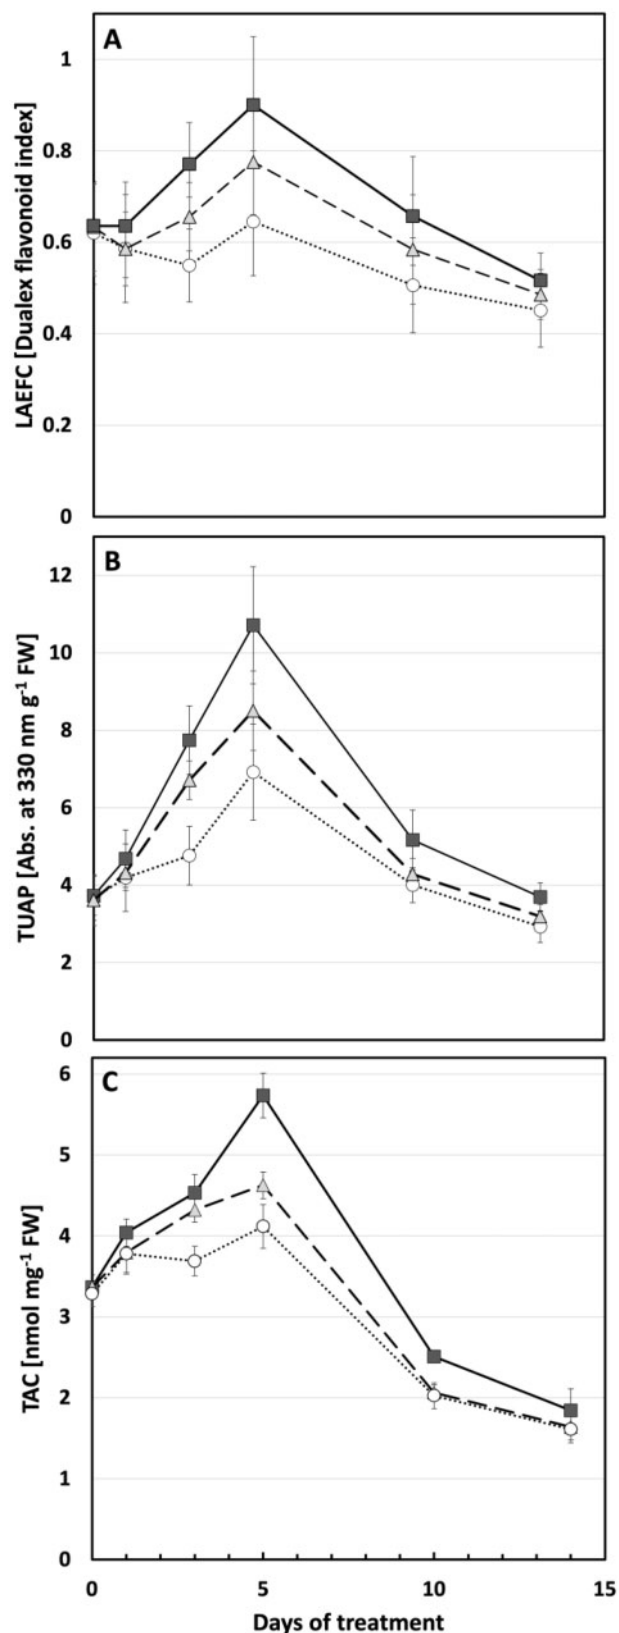 A
LAEFC [Dualex flavonoid index]
1
0.8
0.6
0.4
0.2
0
B
TUAP [Abs. at 330 nm g⁻¹ FW]
12
10
8
6
4
2
0
C
TAC [nmol mg⁻¹ FW]
6
5
4
3
2
1
0
0 5 10 15
Days of treatment